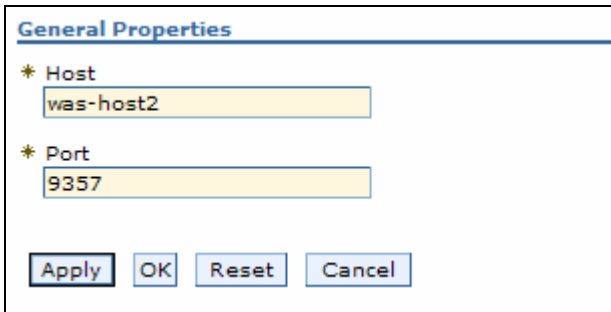 General Properties
* Host
was-host2
* Port
9357
Apply OK Reset Cancel